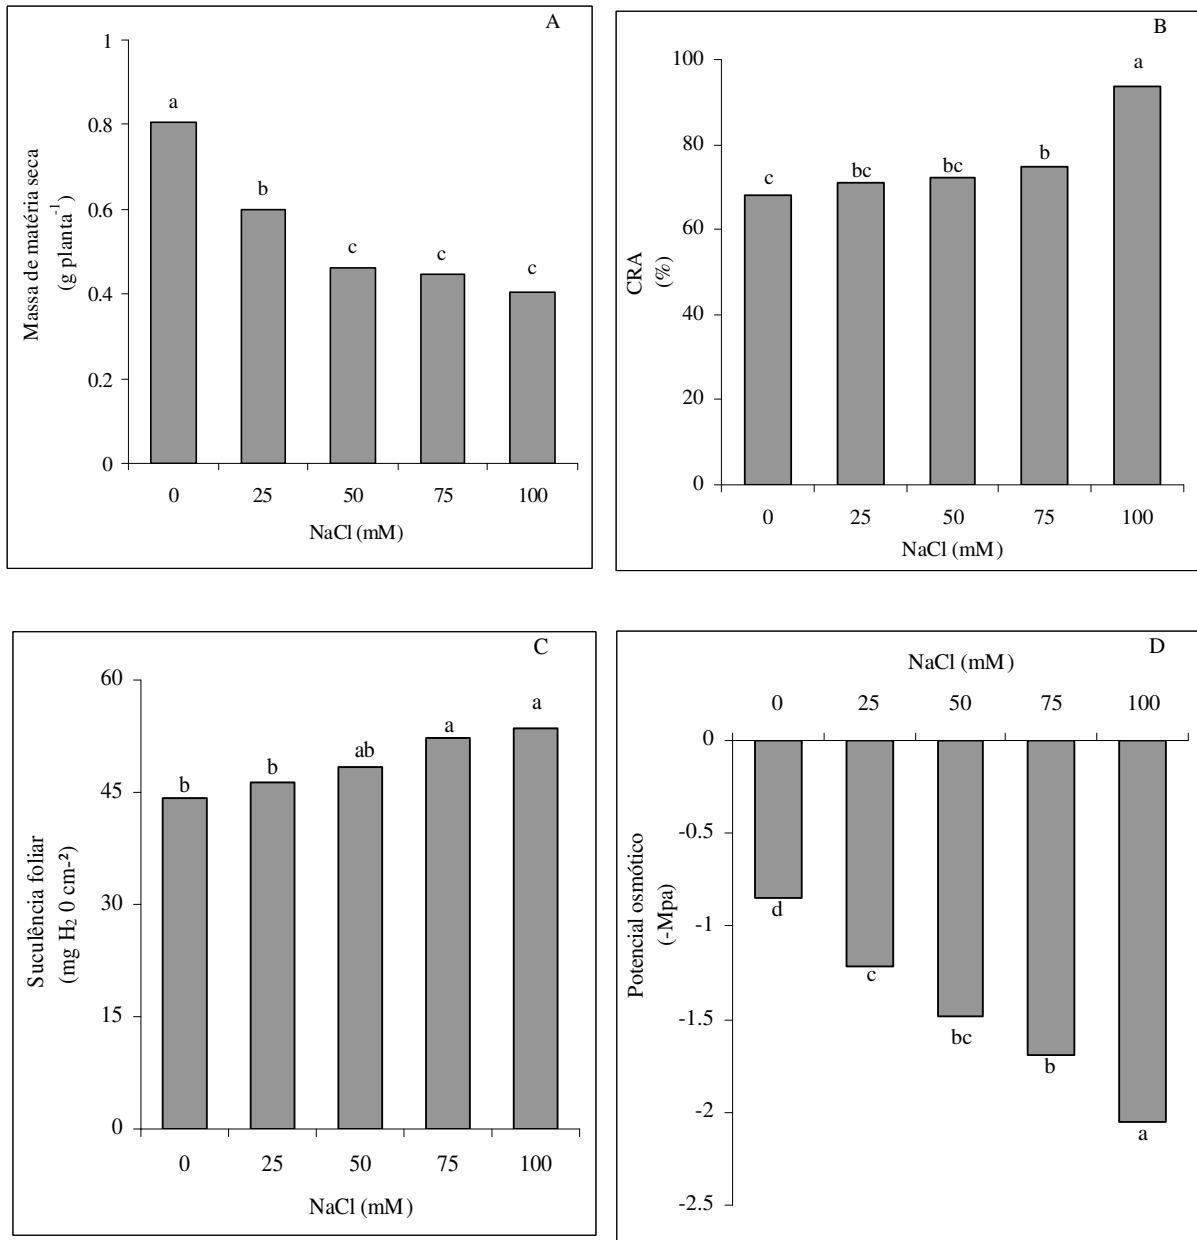 A
1
0.8
0.6
0.4
0.2
0
Massa de matéria seca
(g planta-1)
a
b
c
c
c
0 25 50 75 100
NaCl (mM)
B
100
80
60
40
20
0
CRA
(%)
c
bc
bc
b
a
0 25 50 75 100
NaCl (mM)
C
60
45
30
15
0
Suculência foliar
(mg H₂ 0 cm-²)
b
b
ab
a
a
0 25 50 75 100
NaCl (mM)
D
NaCl (mM)
0 25 50 75 100
0
-0.5
-1
-1.5
-2
-2.5
Potencial osmótico
(-Mpa)
d
c
bc
b
a